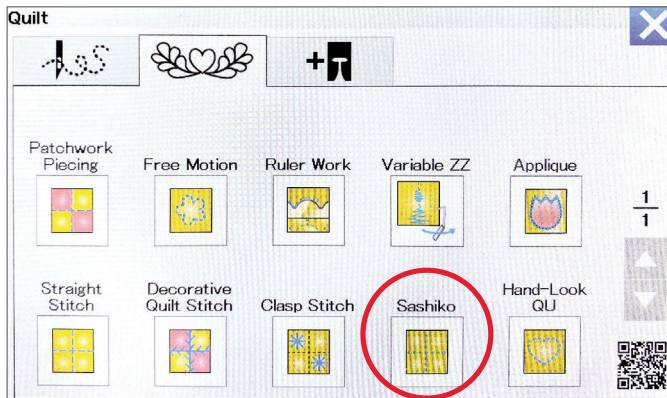 Quilt
Patchwork
Piecing
Free Motion
Ruler Work
Variable ZZ
Applique
1
1
Straight
Stitch
Decorative
Quilt Stitch
Clasp Stitch
Sashiko
Hand-Look
QU